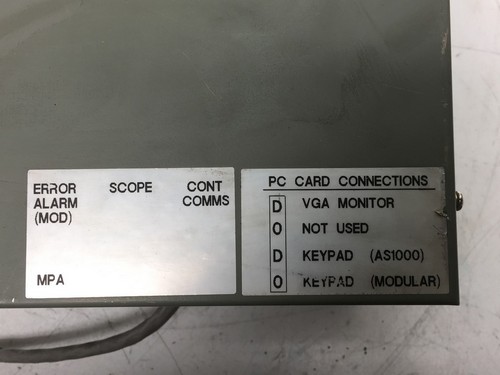 ERROR SCOPE CONT
ALARM COMMS
(MOD)
MPA
PC CARD CONNECTIONS
D VGA MONITOR
O NOT USED
D KEYPAD (AS1000)
O KEYPAD (MODULAR)